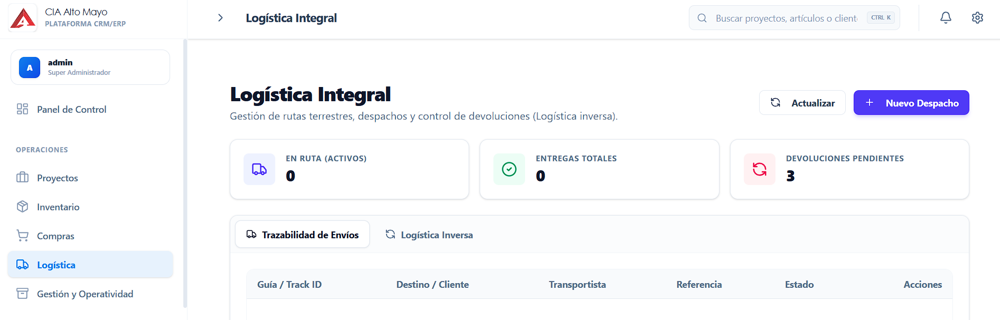 CIA Alto Mayo
PLATAFORMA CRM/ERP
Logística Integral
Buscar proyectos, artículos o client
CTRL K
A
admin
Super Administrador
Panel de Control
OPERACIONES
Proyectos
Inventario
Compras
Logística
Gestión y Operatividad
Logística Integral
Gestión de rutas terrestres, despachos y control de devoluciones (Logística inversa).
Actualizar
+ Nuevo Despacho
EN RUTA (ACTIVOS)
0
ENTREGAS TOTALES
0
DEVOLUCIONES PENDIENTES
3
Trazabilidad de Envíos
Logística Inversa
Guía / Track ID Destino / Cliente Transportista Referencia Estado Acciones